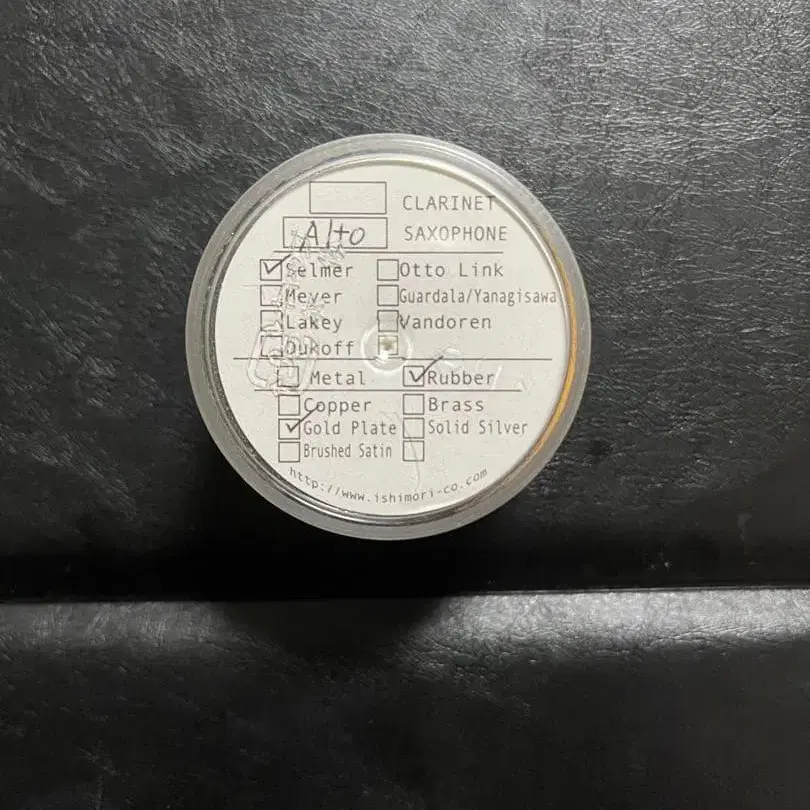 CLARINET
Alto SAXOPHONE
Selmer Otto Link
Meyer Guardala/Yanagisawa
Lakey Vandoren
Dukoff
Metal Rubber
Copper Brass
Gold Plate Solid Silver
Brushed Satin
http://www.ishimori-co.com